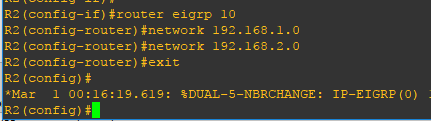 R2(config-if)#
R2(config-if)#router eigrp 10
R2(config-router)#network 192.168.1.0
R2(config-router)#network 192.168.2.0
R2(config-router)#exit
R2(config)#
*Mar  1 00:16:19.619: %DUAL-5-NBRCHANGE: IP-EIGRP(0)
R2(config)#